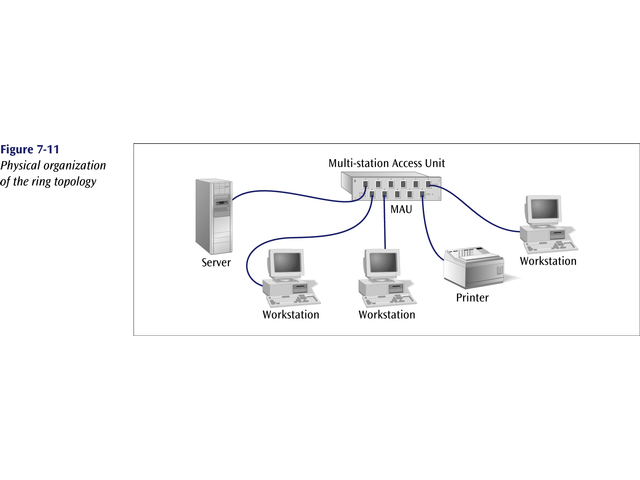 Figure 7-11
Physical organization
of the ring topology
Multi-station Access Unit
MAU
Server
Workstation
Workstation
Printer
Workstation